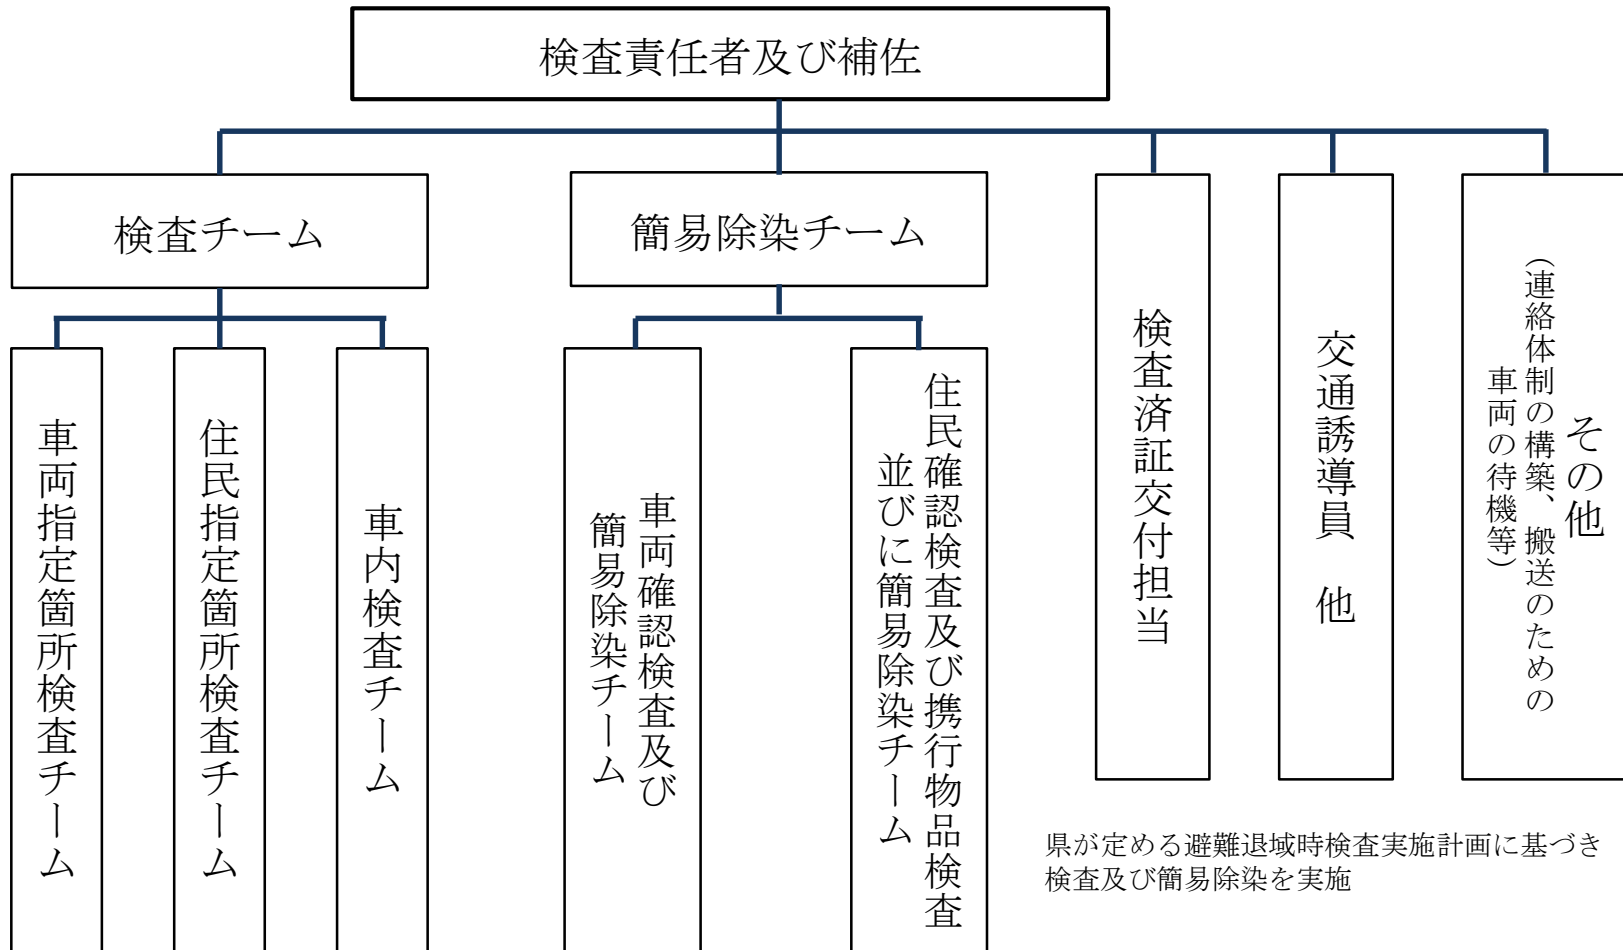 検査責任者及び補佐
検査チーム
簡易除染チーム
検査済証交付担当
交通誘導員　他
その他
（連絡体制の構築、搬送のための
車両の待機等）
車両指定箇所検査チーム
住民指定箇所検査チーム
車内検査チーム
車両確認検査及び
簡易除染チーム
住民確認検査及び携行物品検査
並びに簡易除染チーム
県が定める避難退域時検査実施計画に基づき
検査及び簡易除染を実施